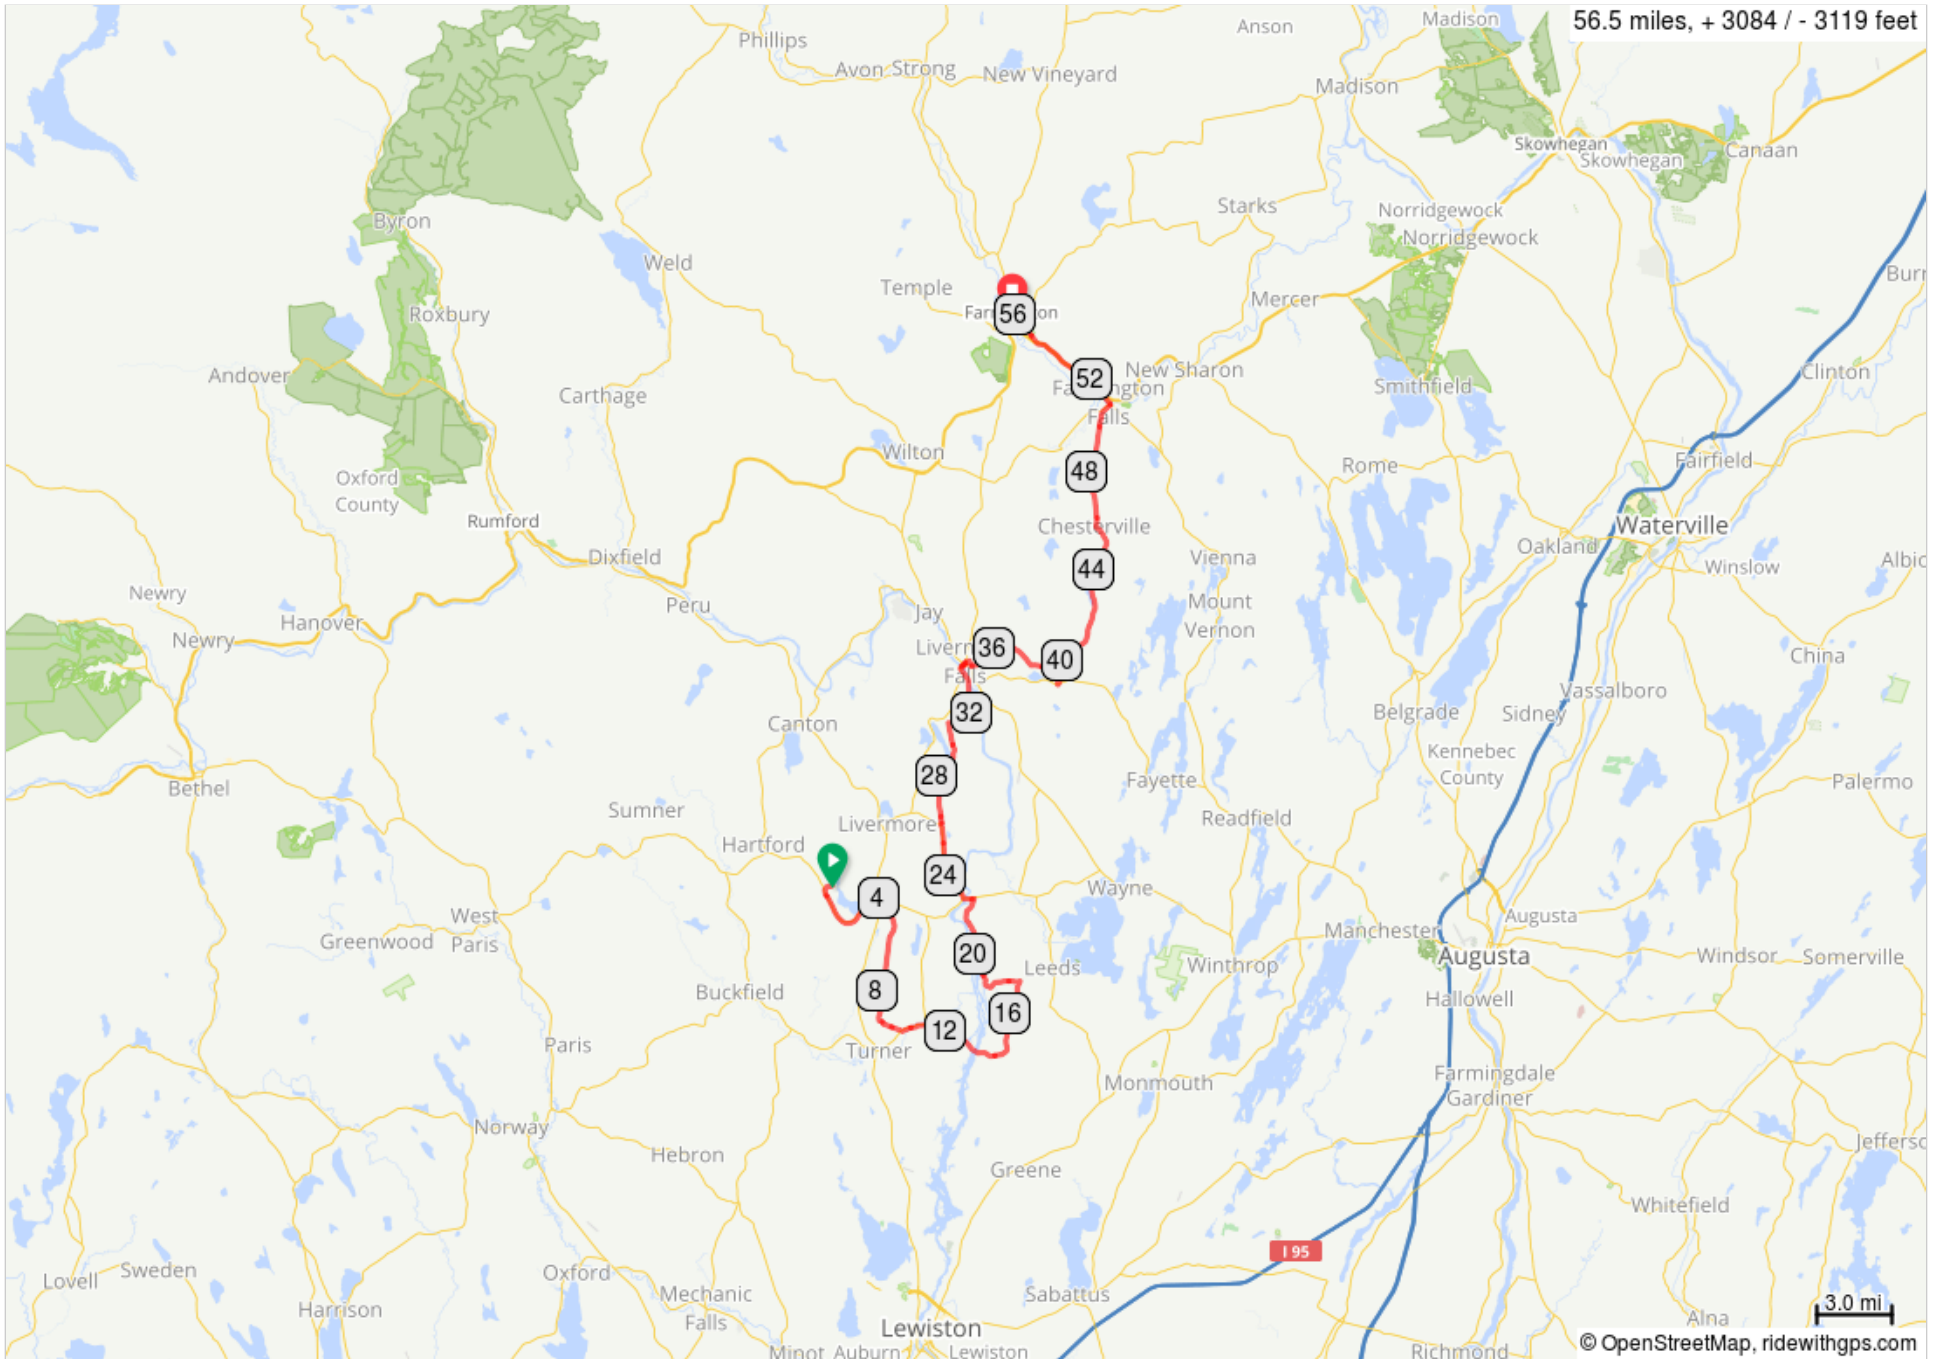 Madison
56.5 miles, + 3084 / - 3119 feet
Anson
Phillips
Avon
Strong
New Vineyard
Madison
Skowhegan
Skowhegan
Canaan
Byron
Starks
Norridgewock
Norridgewock
Weld
Temple
Mercer
Roxbury
56
Andover
Carthage
52
New Sharon
Falls
Smithfield
Clinton
Wilton
Rome
Fairfield
48
Oxford
County
Rumford
Chesterville
Waterville
Dixfield
Vienna
Oakland
Winslow
44
Newry
Peru
Jay
Mount
Vernon
Hanover
Newry
36
40
Falls
China
Vassalboro
Canton
32
Belgrade
Sidney
Kennebec
County
28
Fayette
Palermo
Bethel
Sumner
Livermore
Readfield
Hartford
24
4
Wayne
West
Paris
Greenwood
Manchester
Augusta
Augusta
20
Leeds
Winthrop
Windsor
Somerville
8
Buckfield
Hallowell
16
12
Paris
Turner
Monmouth
Farmingdale
Gardiner
Norway
Hebron
Greene
Whitefield
I 95
Lovell
Sweden
Oxford
Mechanic
Falls
Sabattus
3.0 mi
Harrison
Alna
Lewiston
© OpenStreetMap, ridewithgps.com
Minot
Auburn
Lewiston
Richmond